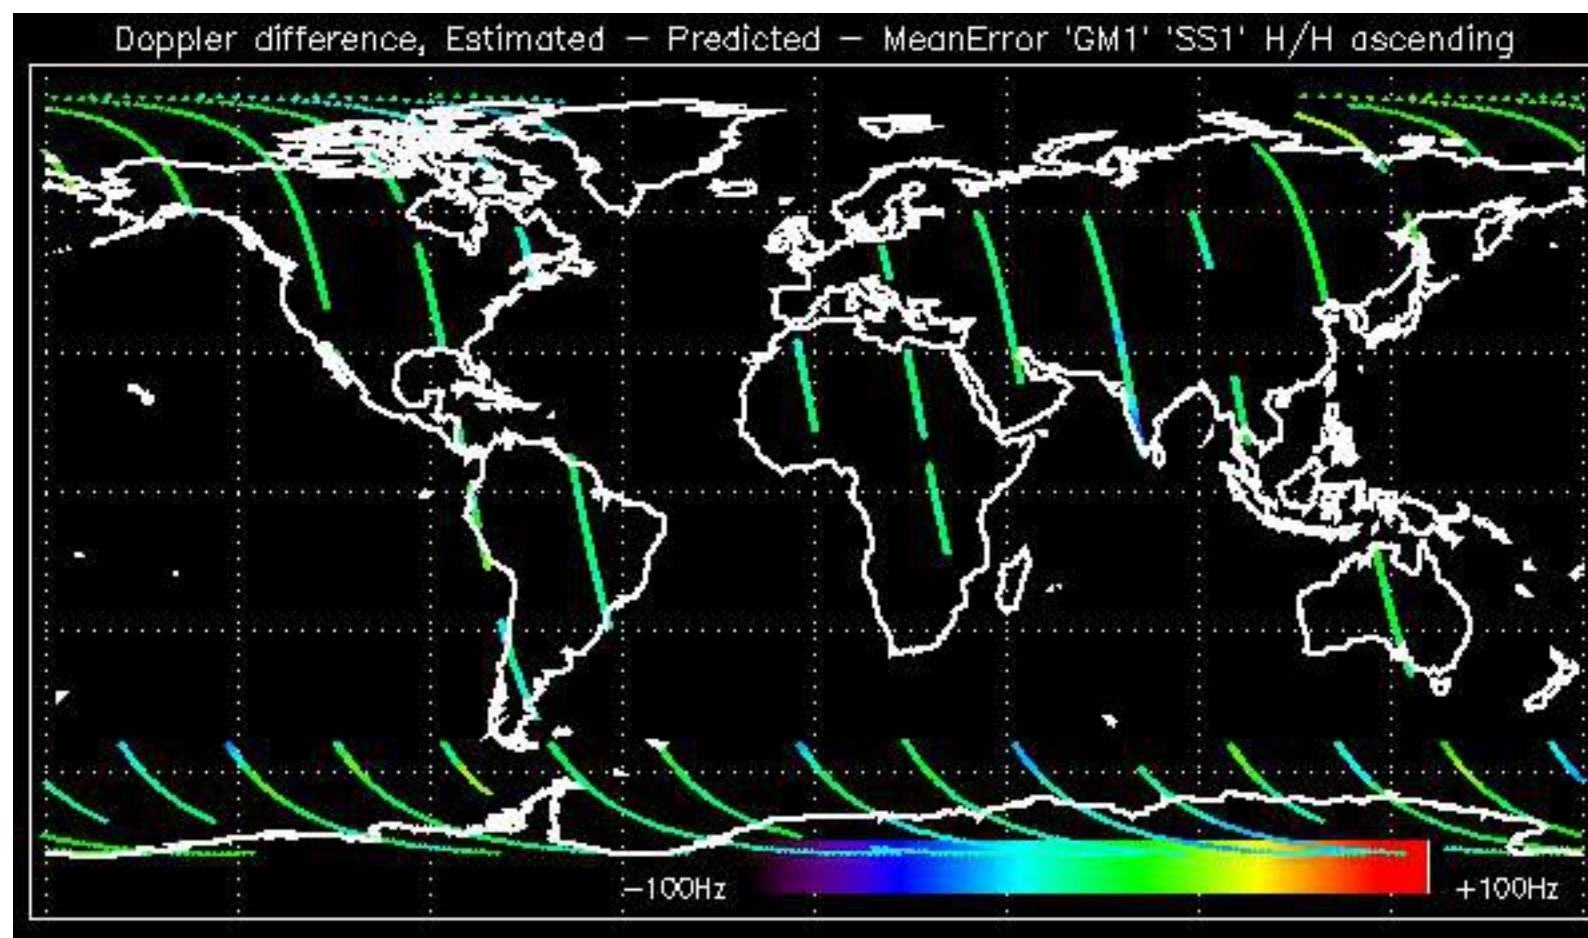 Doppler difference, Estimated − Predicted − MeanError 'GM1' 'SS1' H/H ascending
−100Hz +100Hz